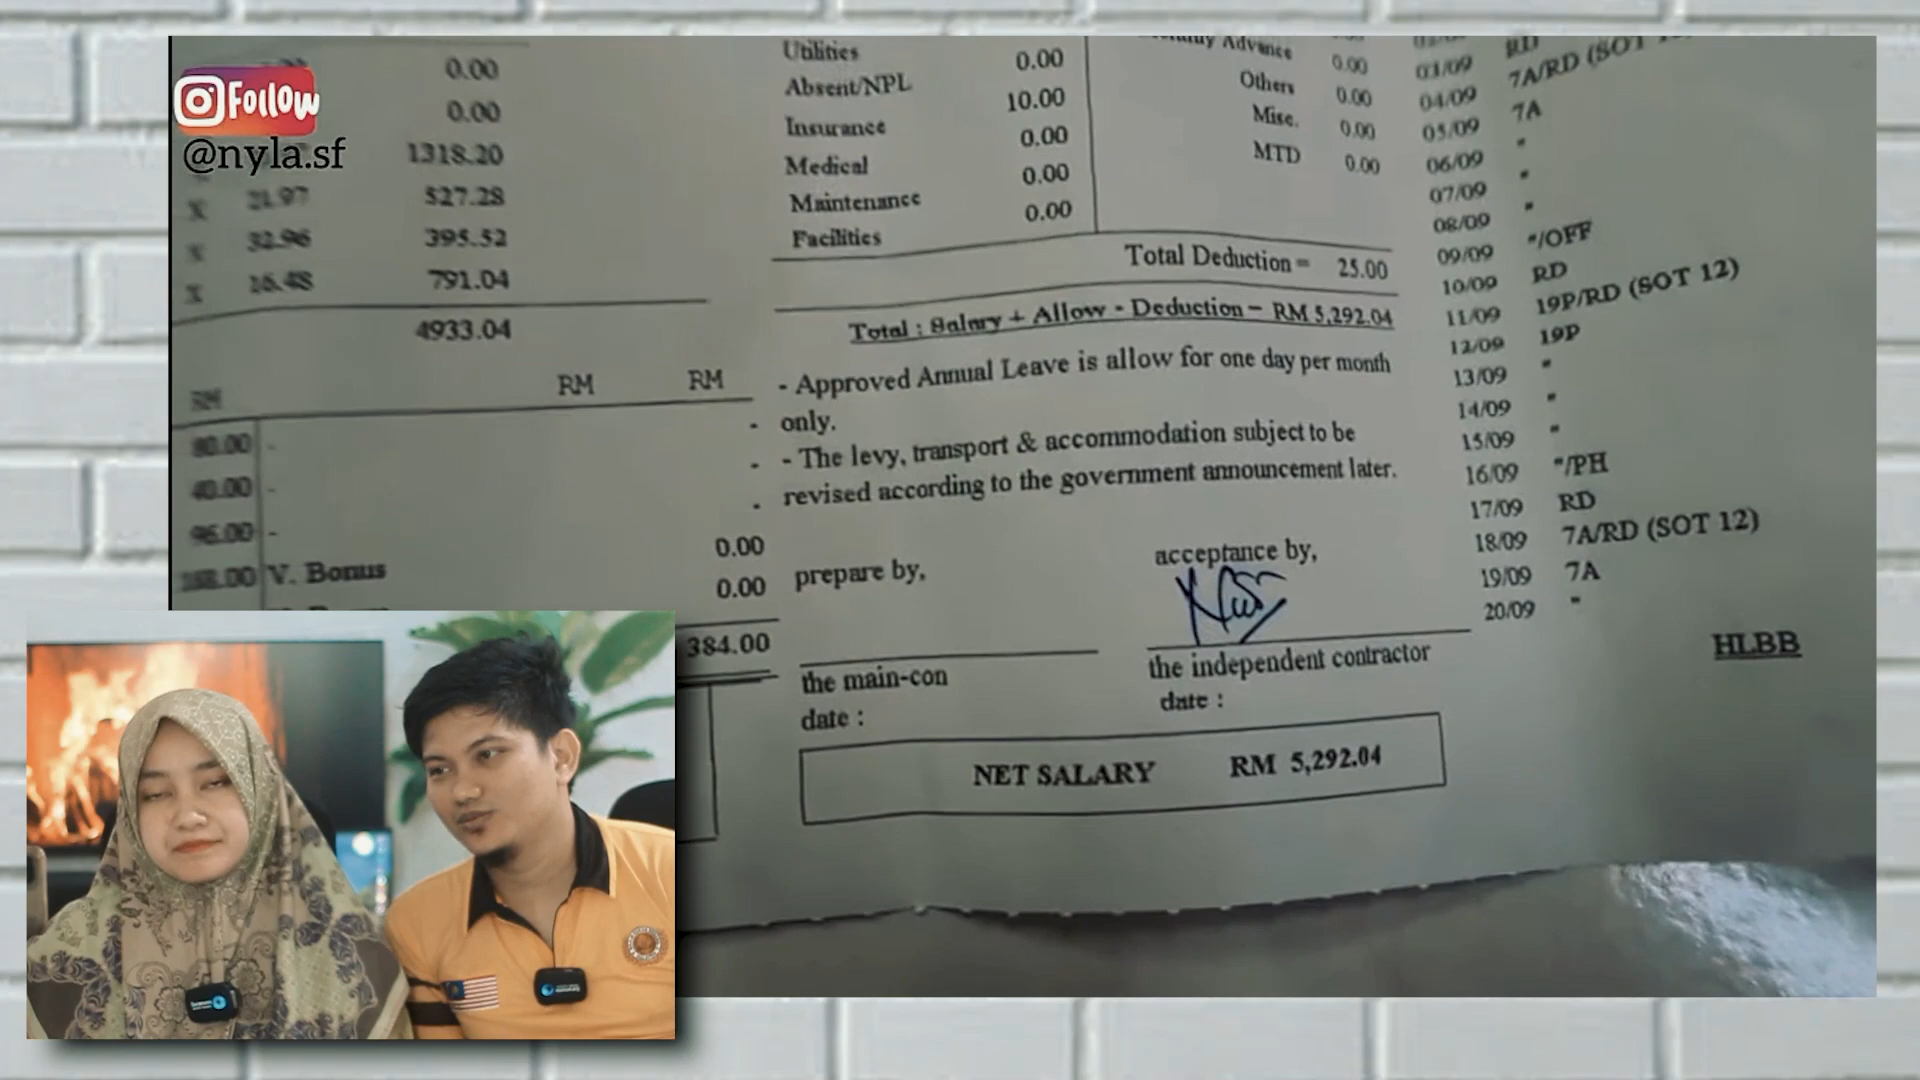 Follow
@nyla.sf
0.00
0.00
1318.20
X 21.97 527.28
X 32.96 395.52
X 16.48 791.04
4933.04
RM RM RM
80.00 - -
40.00 - -
96.00 - -
168.00 V. Bonus 0.00
0.00
384.00
Utilities 0.00
Absent/NPL 10.00
Insurance 0.00
Medical 0.00
Maintenance 0.00
Facilities
Advance 0.00
Others 0.00
Misc. 0.00
MTD 0.00
Total Deduction = 25.00
Total : Salary + Allow - Deduction = RM 5,292.04
- Approved Annual Leave is allow for one day per month
only.
- The levy, transport & accommodation subject to be
revised according to the government announcement later.
prepare by,
acceptance by,
the main-con
date :
the independent contractor
date :
NET SALARY RM 5,292.04
03/09 RD
04/09 7A/RD (SOT
05/09 7A
06/09 "
07/09 "
08/09 "
09/09 "/OFF
10/09 RD
11/09 19P/RD (SOT 12)
12/09 19P
13/09 "
14/09 "
15/09 "
16/09 "/PH
17/09 RD
18/09 7A/RD (SOT 12)
19/09 7A
20/09 "
HLBB